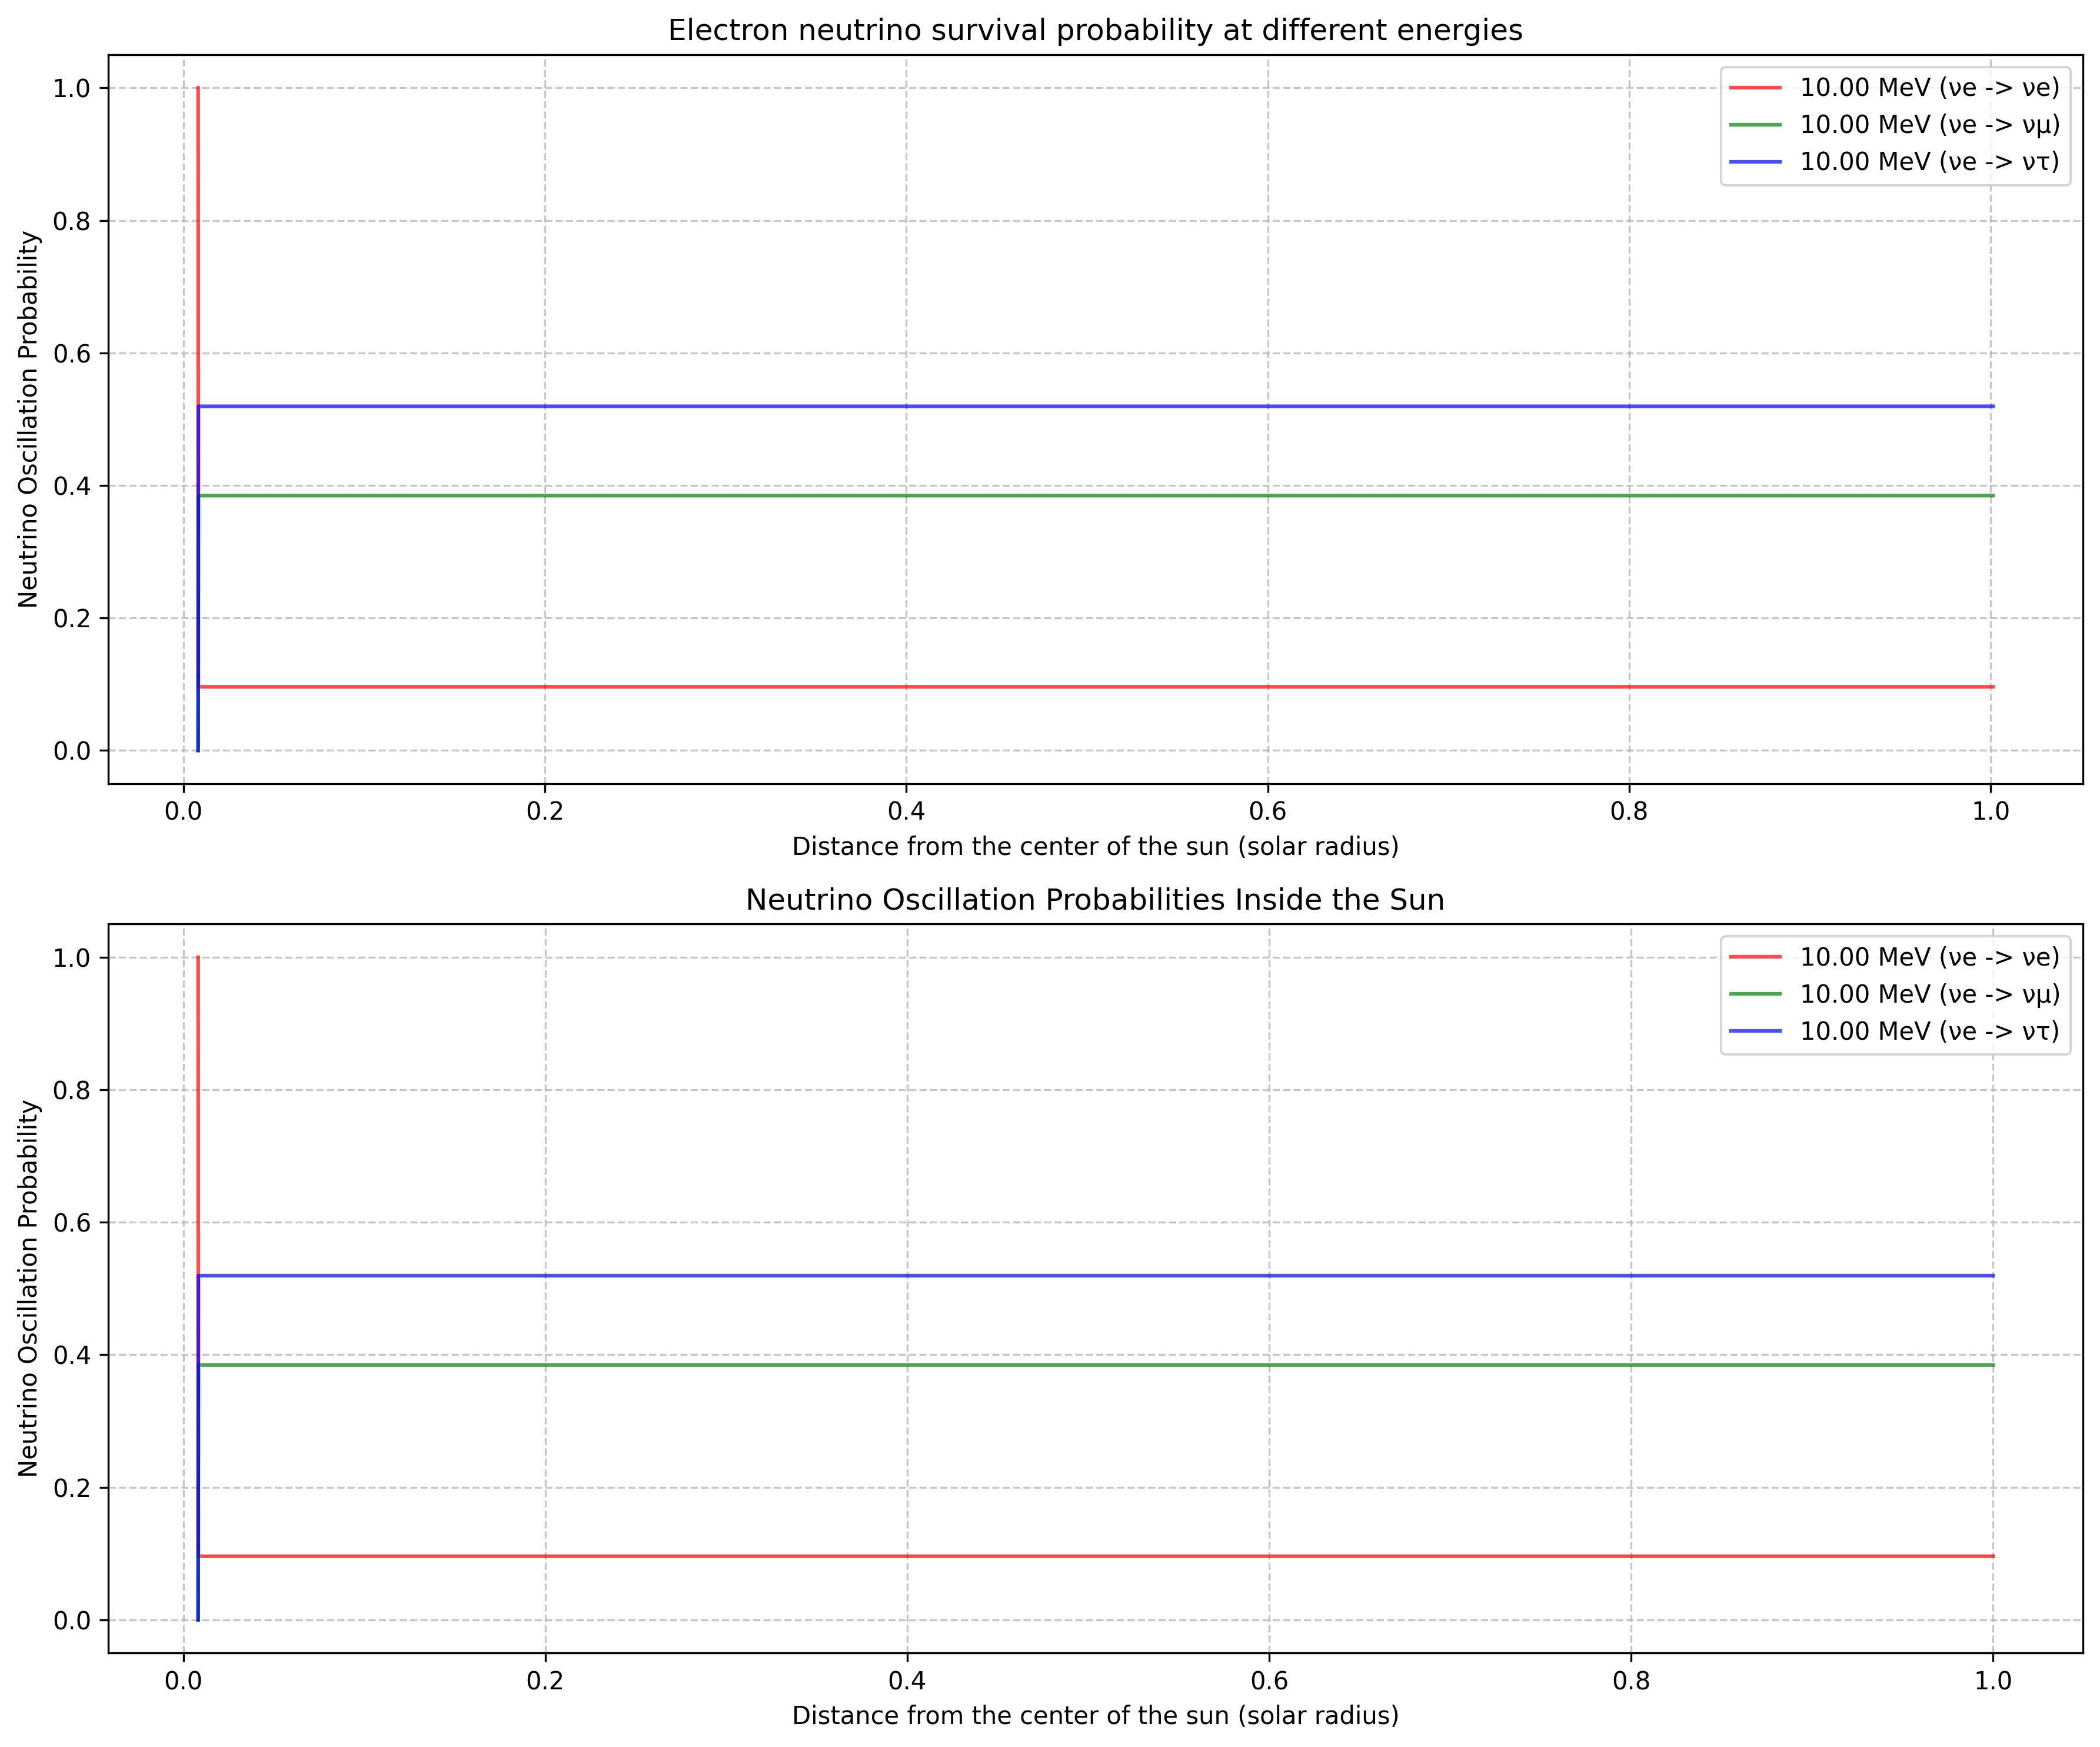 Electron neutrino survival probability at different energies
10.00 MeV (νe -> νe)
10.00 MeV (νe -> νμ)
10.00 MeV (νe -> ντ)
Neutrino Oscillation Probability
1.0
0.8
0.6
0.4
0.2
0.0
0.0 0.2 0.4 0.6 0.8 1.0
Distance from the center of the sun (solar radius)
Neutrino Oscillation Probabilities Inside the Sun
10.00 MeV (νe -> νe)
10.00 MeV (νe -> νμ)
10.00 MeV (νe -> ντ)
Neutrino Oscillation Probability
1.0
0.8
0.6
0.4
0.2
0.0
0.0 0.2 0.4 0.6 0.8 1.0
Distance from the center of the sun (solar radius)